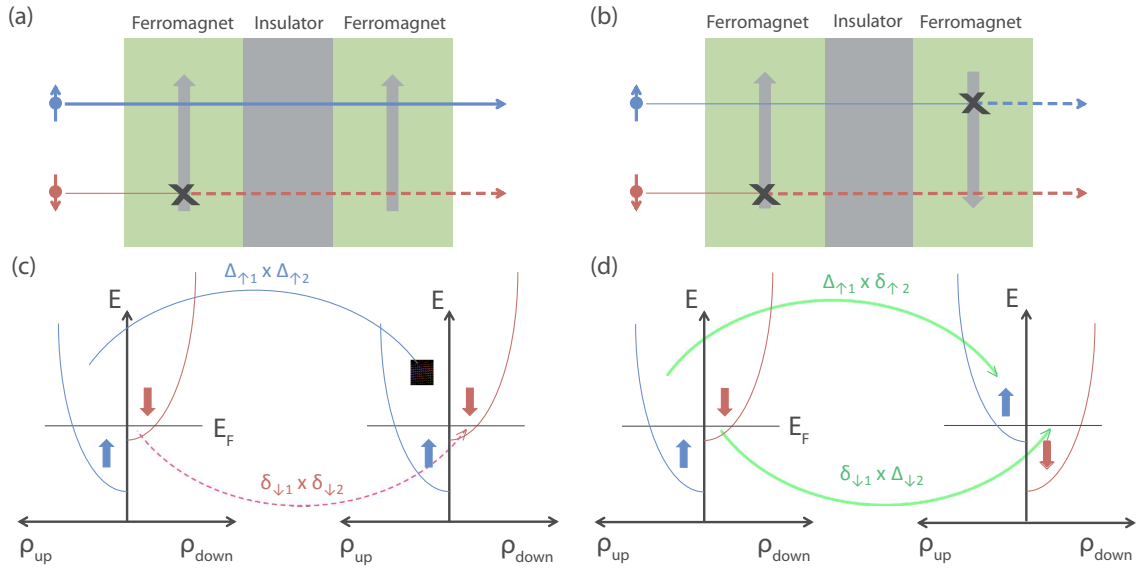 (a)
Ferromagnet Insulator Ferromagnet
(b)
Ferromagnet Insulator Ferromagnet
X
X
X
(c)
Δ↑1 x Δ↑2
E
E
E_F
δ↓1 x δ↓2
ρ_up
ρ_down
ρ_up
ρ_down
(d)
Δ↑1 x δ↑2
E
E
E_F
δ↓1 x Δ↓2
ρ_up
ρ_down
ρ_up
ρ_down